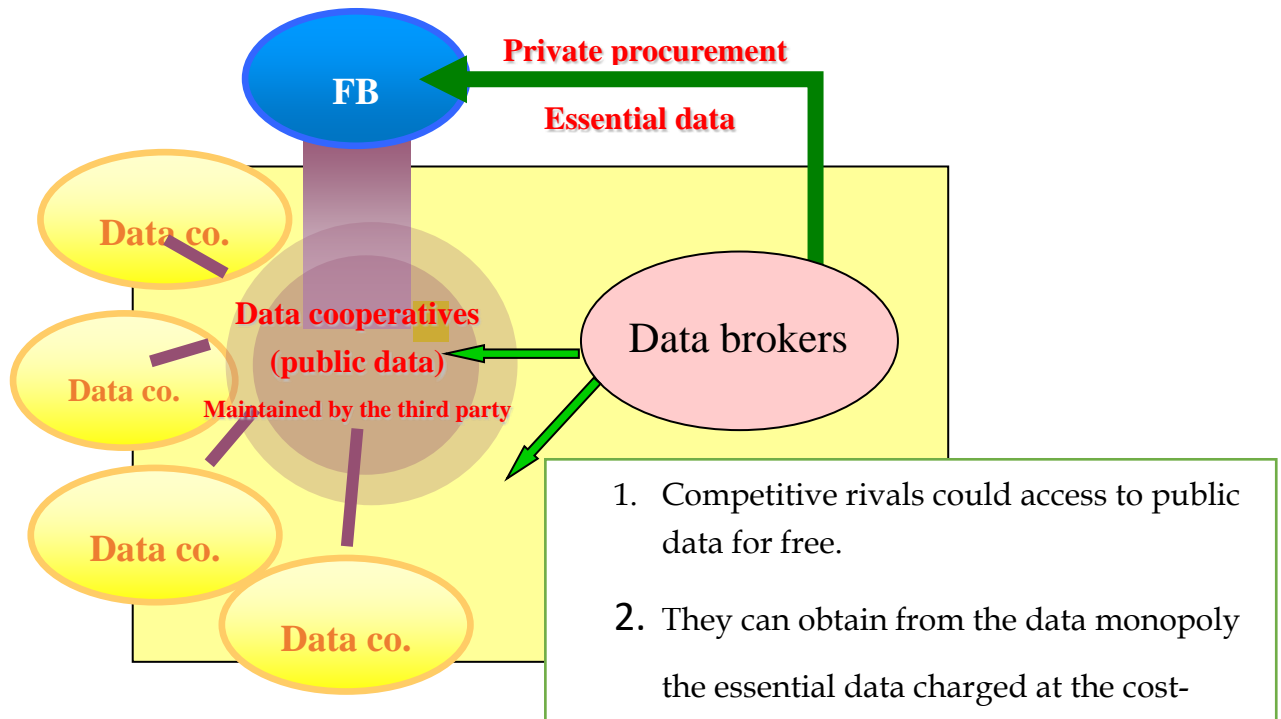 Private procurement
FB
Essential data
Data co.
Data cooperatives
(public data)
Data brokers
Data co.
Maintained by the third party
1. Competitive rivals could access to public
data for free.
Data co.
2. They can obtain from the data monopoly
Data co.
the essential data charged at the cost-